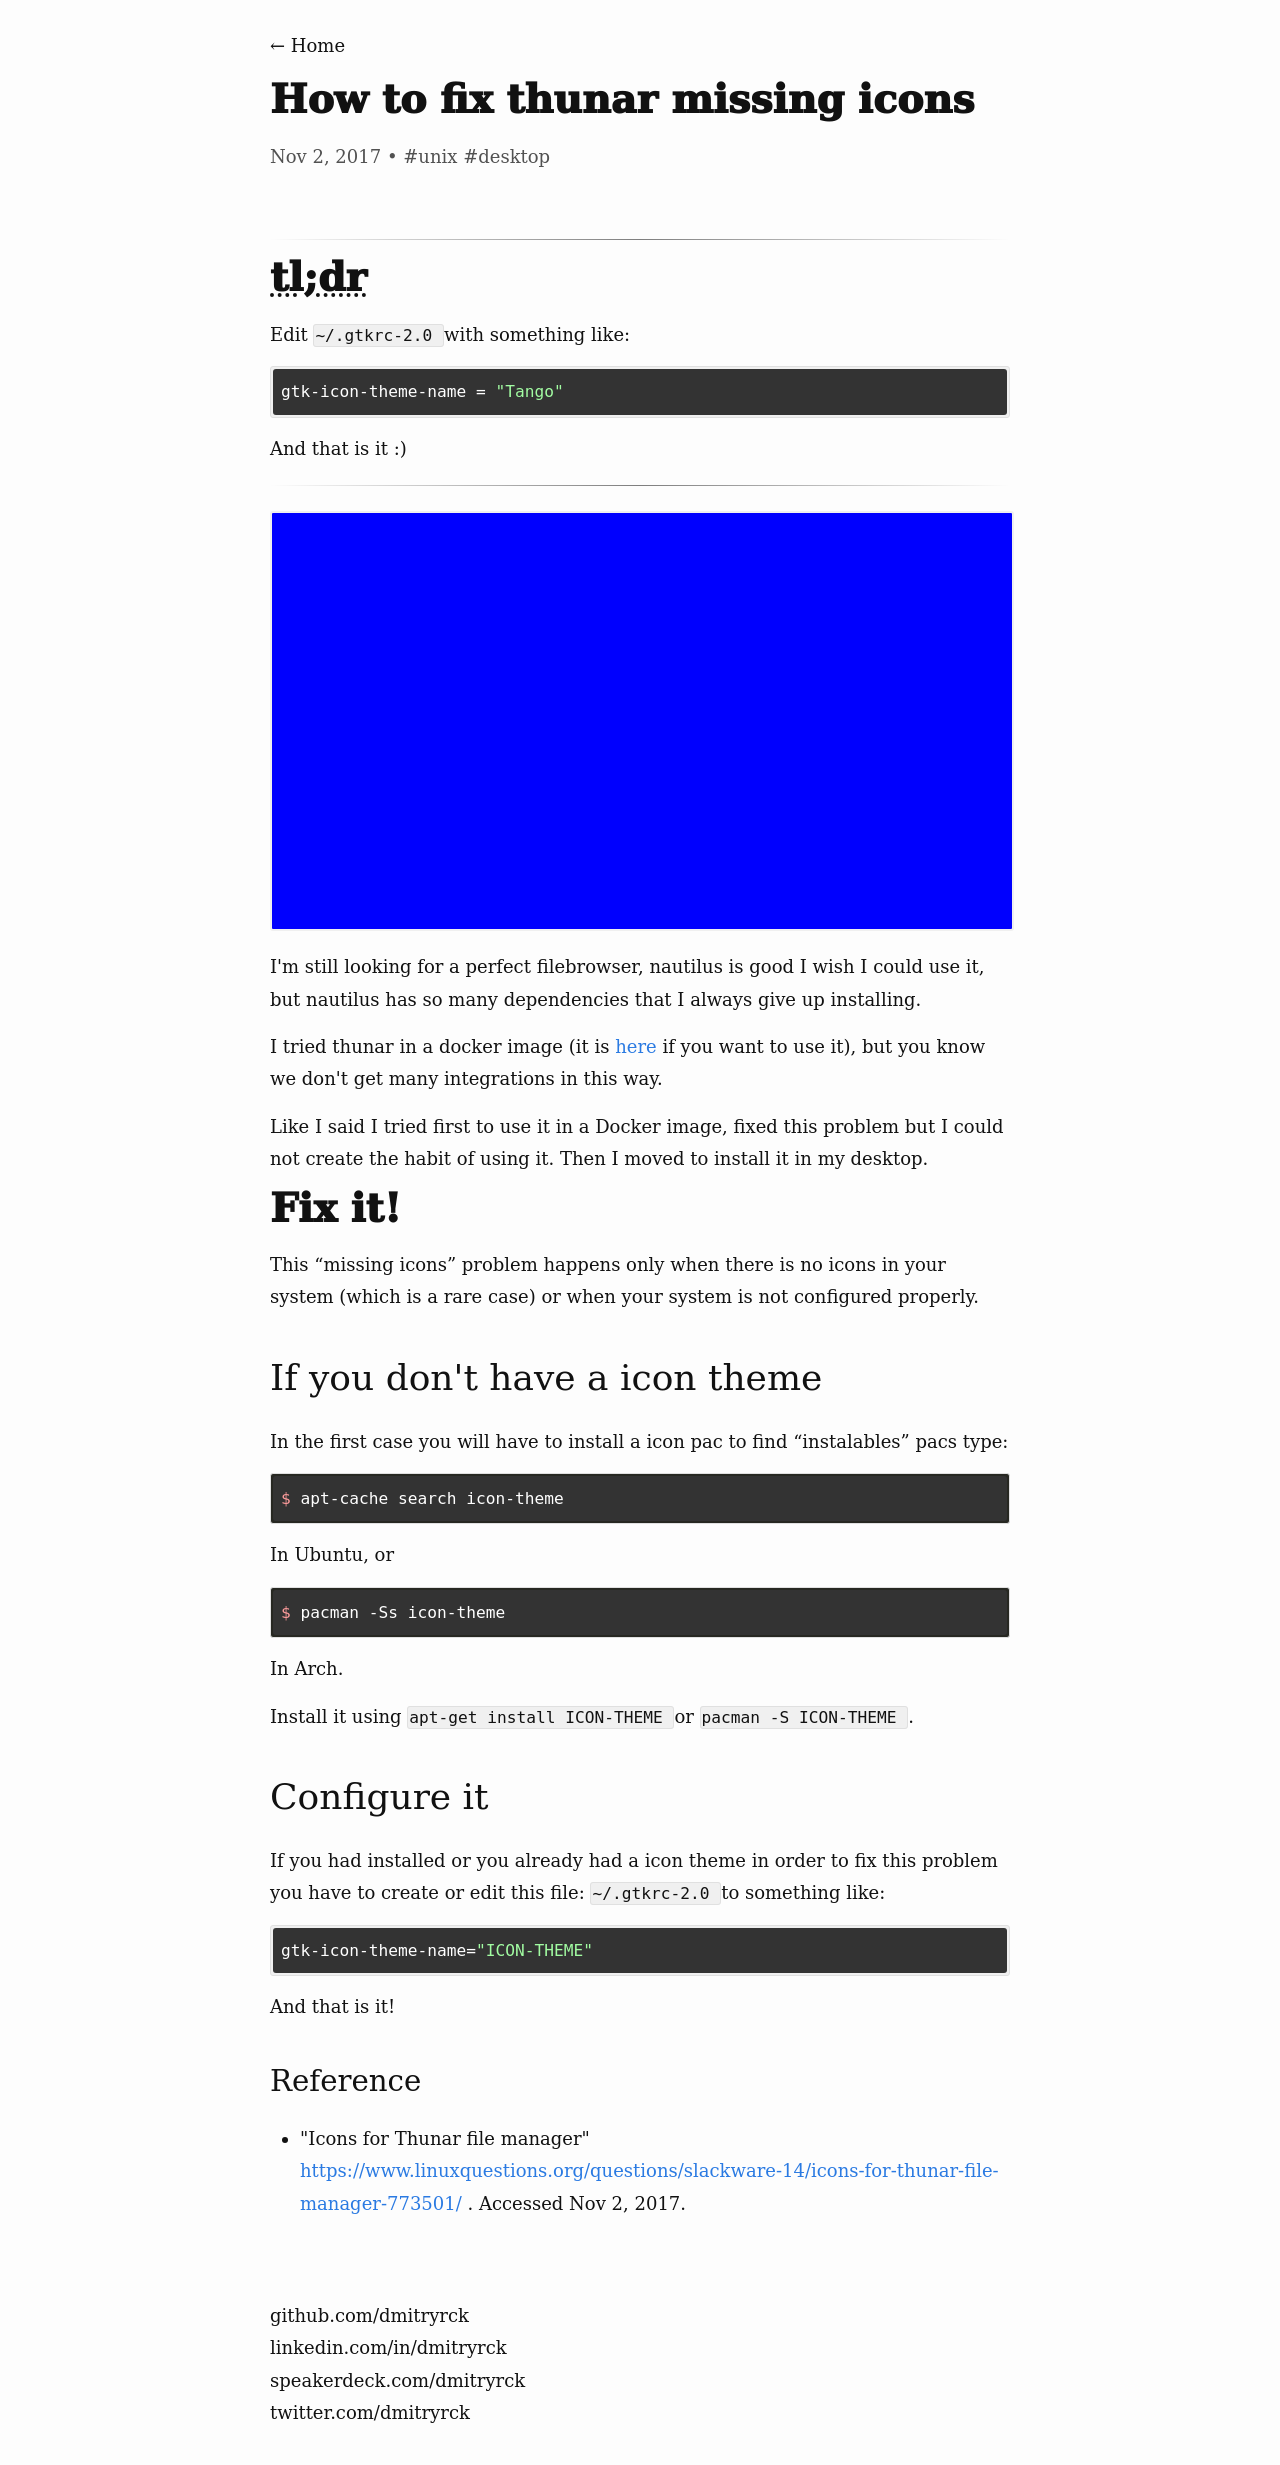 ← Home
How to fix thunar missing icons
Nov 2, 2017 • #unix #desktop
tl;dr
Edit ~/.gtkrc-2.0 with something like:
gtk-icon-theme-name = "Tango"
And that is it :)
I'm still looking for a perfect filebrowser, nautilus is good I wish I could use it,
but nautilus has so many dependencies that I always give up installing.
I tried thunar in a docker image (it is here if you want to use it), but you know
we don't get many integrations in this way.
Like I said I tried first to use it in a Docker image, fixed this problem but I could
not create the habit of using it. Then I moved to install it in my desktop.
Fix it!
This “missing icons” problem happens only when there is no icons in your
system (which is a rare case) or when your system is not configured properly.
If you don't have a icon theme
In the first case you will have to install a icon pac to find “instalables” pacs type:
$ apt-cache search icon-theme
In Ubuntu, or
$ pacman -Ss icon-theme
In Arch.
Install it using apt-get install ICON-THEME or pacman -S ICON-THEME .
Configure it
If you had installed or you already had a icon theme in order to fix this problem
you have to create or edit this file: ~/.gtkrc-2.0 to something like:
gtk-icon-theme-name="ICON-THEME"
And that is it!
Reference
• "Icons for Thunar file manager"
https://www.linuxquestions.org/questions/slackware-14/icons-for-thunar-file-
manager-773501/ . Accessed Nov 2, 2017.
github.com/dmitryrck
linkedin.com/in/dmitryrck
speakerdeck.com/dmitryrck
twitter.com/dmitryrck